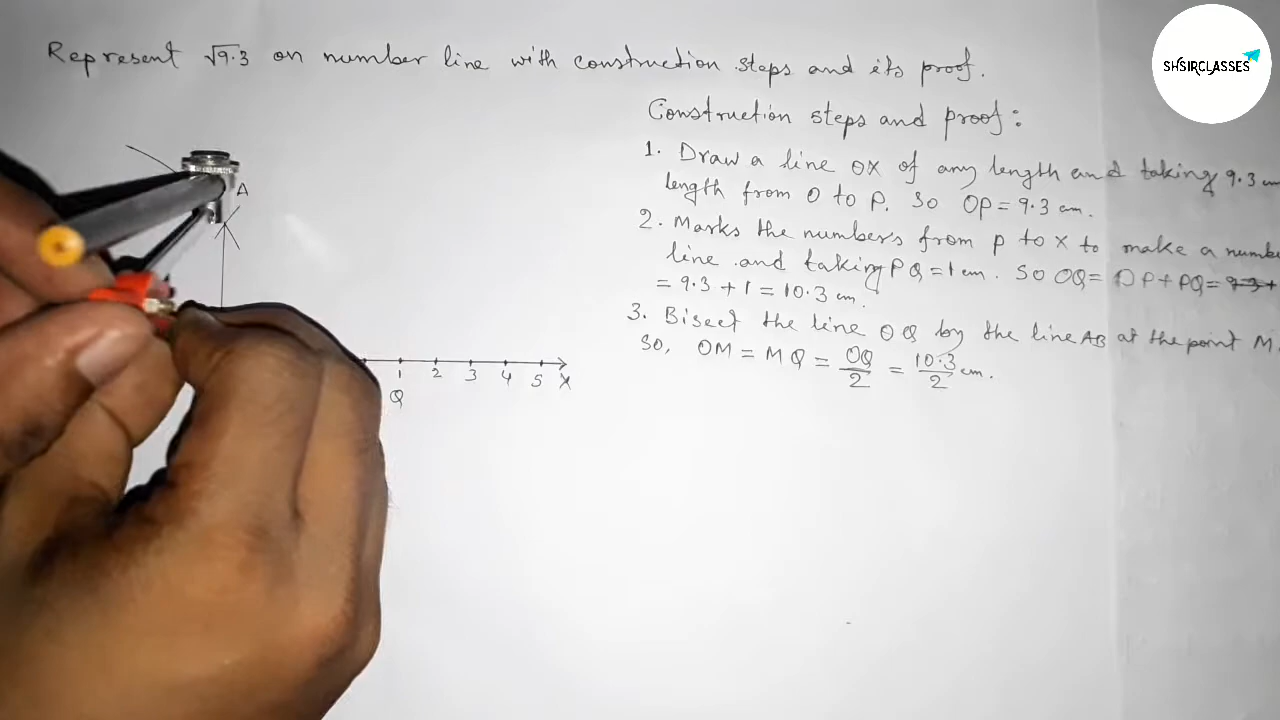 Represent √9.3 on number line with construction steps and its proof.
SHSIRCLASSES
Construction steps and proof:
1. Draw a line OX of any length and taking 9.3 cm
length from O to P. So OP = 9.3 cm.
2. Marks the numbers from P to X to make a number
line and taking PQ = 1 cm. So OQ = OP + PQ = 9.3 +
= 9.3 + 1 = 10.3 cm.
3. Bisect the line OQ by the line AB at the point M.
So, OM = MQ = OQ/2 = 10.3/2 cm.
A
1 2 3 4 5 X
Q